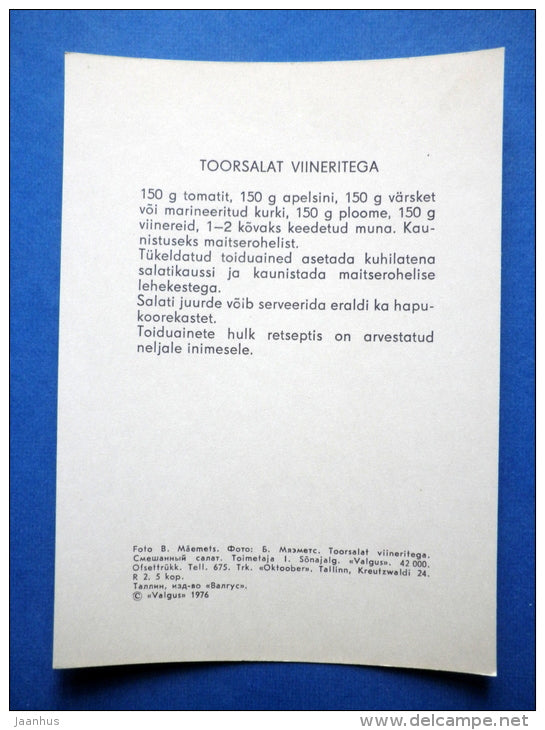 TOORSALAT VIINERITEGA
150 g tomatit, 150 g apelsini, 150 g värsket
või marineeritud kurki, 150 g ploome, 150 g
viinereid, 1–2 kõvaks keedetud muna. Kau-
nistuseks maitserohelist.
Tükeldatud toiduained asetada kuhilatena
salatikaussi ja kaunistada maitserohelise
lehekestega.
Salati juurde võib serveerida eraldi ka hapu-
koorekastet.
Toiduainete hulk retseptis on arvestatud
neljale inimesele.
Foto B. Mäemets. Фото: Б. Мяэметс. Toorsalat viineritega.
Смешанный салат. Toimetaja I. Sõnajalg. «Valgus». 42 000.
Ofsettrükk. Tell. 675. Trk. «Oktoober». Tallinn, Kreutzwaldi 24.
R 2. 5 kop.
Таллин, изд-во «Валгус».
© «Valgus» 1976
jaanhus
www.delcampe.net